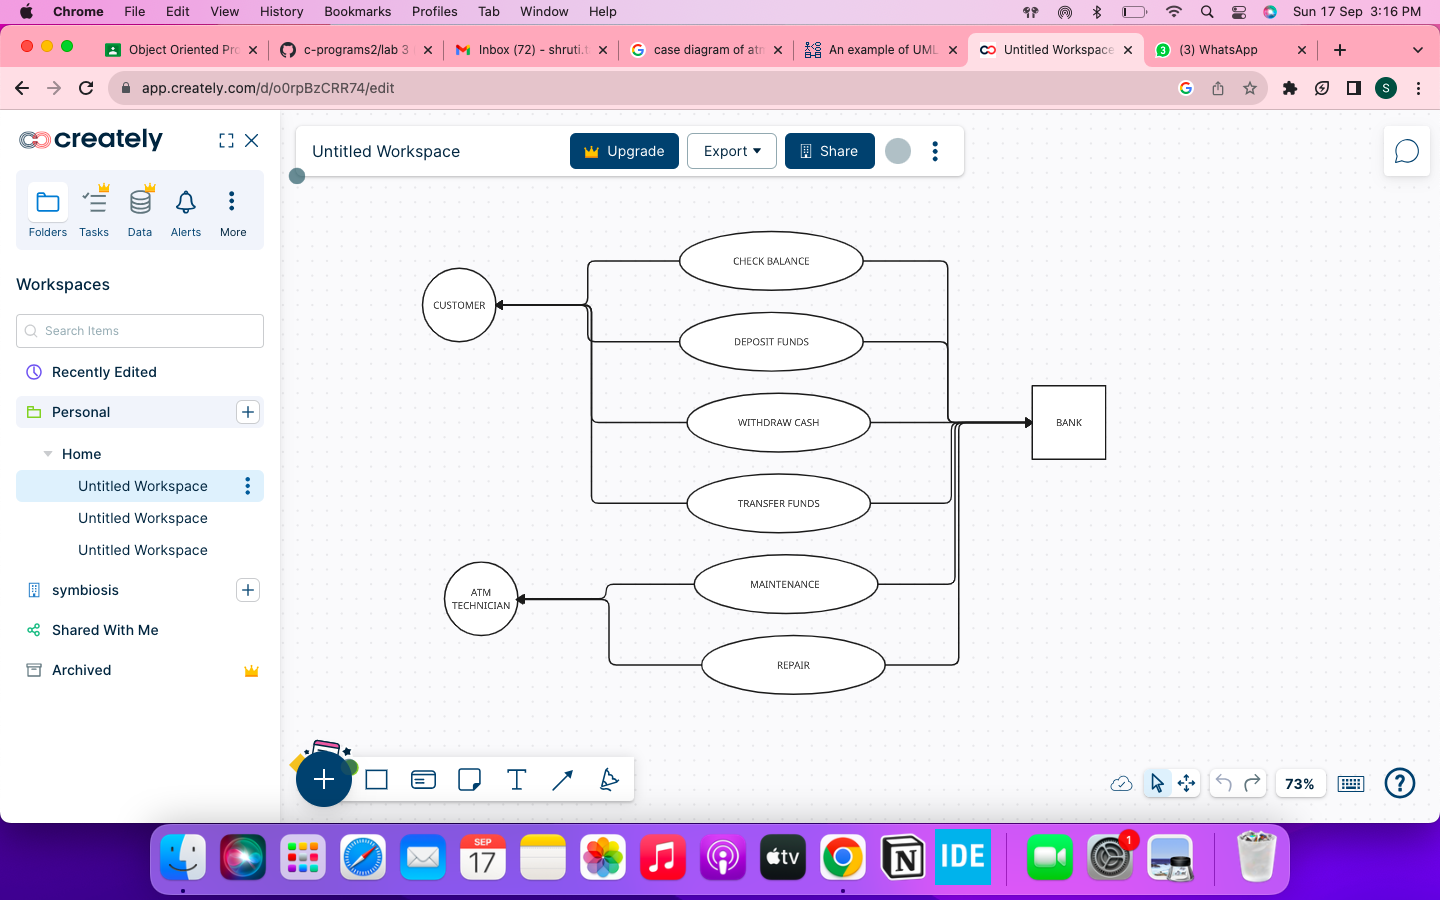 Chrome File Edit View History Bookmarks Profiles Tab Window Help Sun 17 Sep 3:16 PM
Object Oriented Pro c-programs2/lab 3 Inbox (72) - shruti.t case diagram of atm An example of UML Untitled Workspace (3) WhatsApp
app.creately.com/d/o0rpBzCRR74/edit S
creately
Untitled Workspace Upgrade Export Share
Folders Tasks Data Alerts More
Workspaces
Search Items
Recently Edited
Personal
Home
Untitled Workspace
Untitled Workspace
Untitled Workspace
symbiosis
Shared With Me
Archived
CHECK BALANCE
CUSTOMER
DEPOSIT FUNDS
WITHDRAW CASH
BANK
TRANSFER FUNDS
MAINTENANCE
ATM
TECHNICIAN
REPAIR
T
73%
?
SEP
17
tv
N
IDE
1